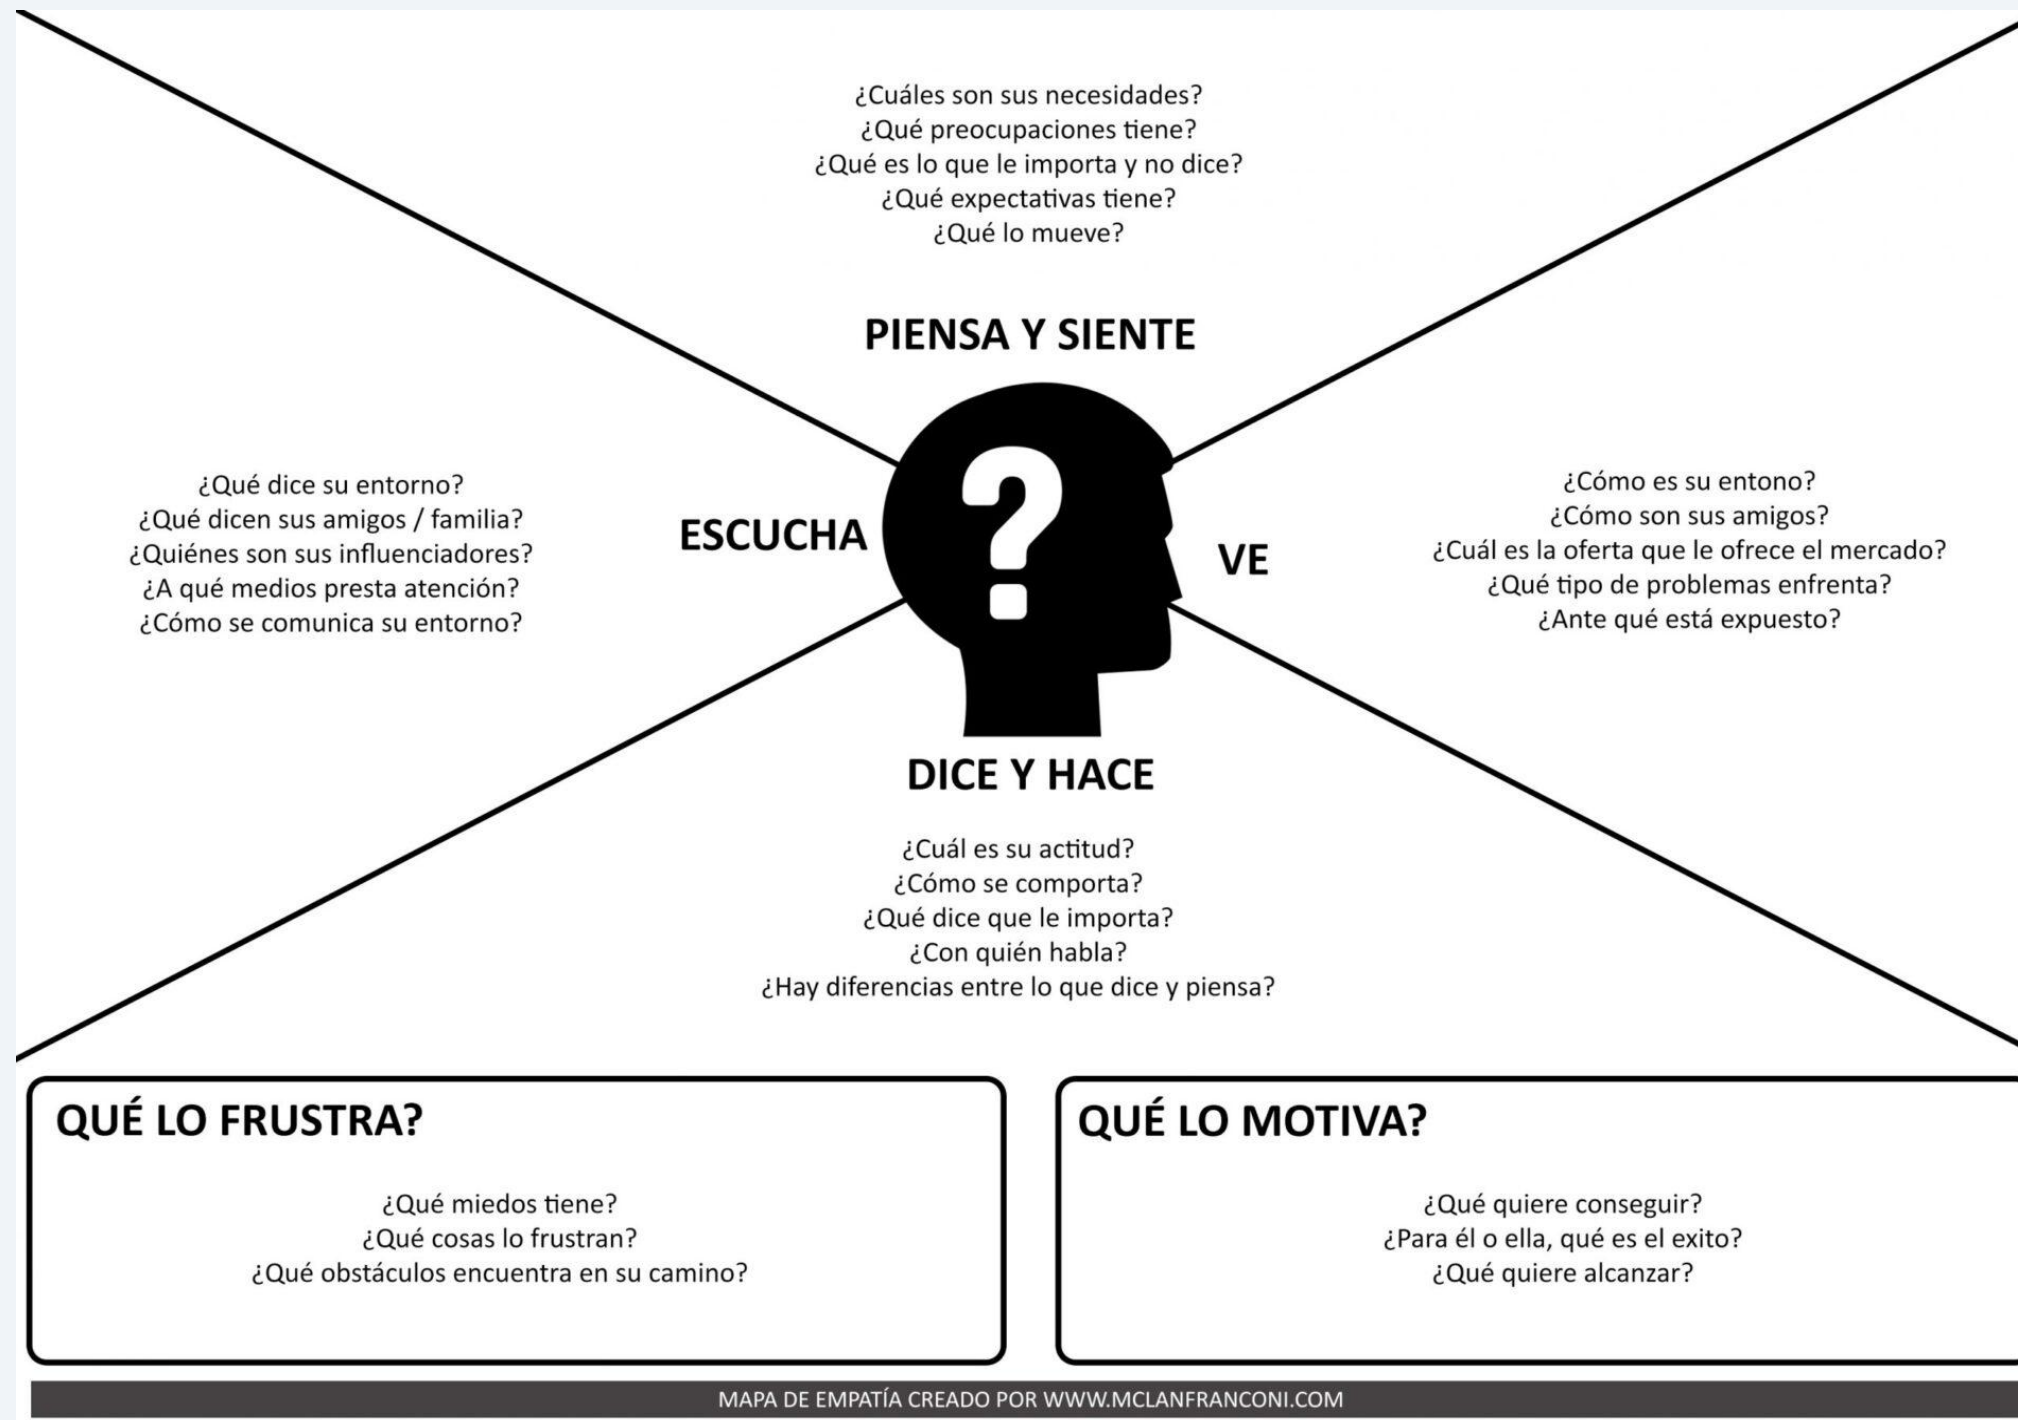 ¿Cuáles son sus necesidades?
¿Qué preocupaciones tiene?
¿Qué es lo que le importa y no dice?
¿Qué expectativas tiene?
¿Qué lo mueve?
PIENSA Y SIENTE
¿Qué dice su entorno?
¿Qué dicen sus amigos / familia?
¿Quiénes son sus influenciadores?
¿A qué medios presta atención?
¿Cómo se comunica su entorno?
ESCUCHA
?
VE
¿Cómo es su entono?
¿Cómo son sus amigos?
¿Cuál es la oferta que le ofrece el mercado?
¿Qué tipo de problemas enfrenta?
¿Ante qué está expuesto?
DICE Y HACE
¿Cuál es su actitud?
¿Cómo se comporta?
¿Qué dice que le importa?
¿Con quién habla?
¿Hay diferencias entre lo que dice y piensa?
QUÉ LO FRUSTRA?
¿Qué miedos tiene?
¿Qué cosas lo frustran?
¿Qué obstáculos encuentra en su camino?
QUÉ LO MOTIVA?
¿Qué quiere conseguir?
¿Para él o ella, qué es el exito?
¿Qué quiere alcanzar?
MAPA DE EMPATÍA CREADO POR WWW.MCLANFRANCONI.COM